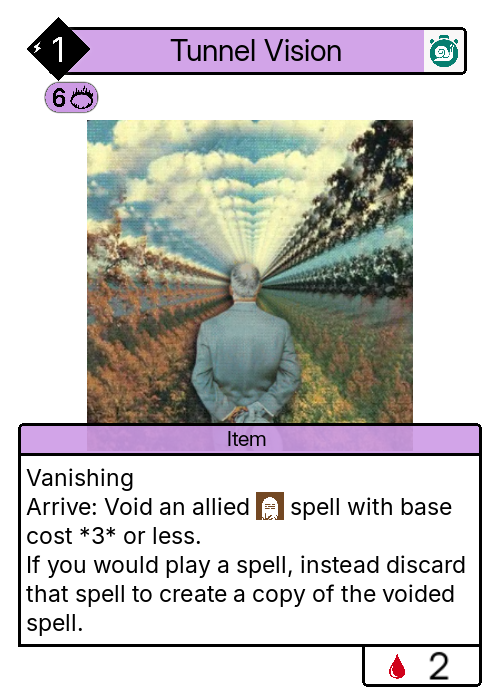 1 Tunnel Vision
6
Item
Vanishing
Arrive: Void an allied spell with base
cost *3* or less.
If you would play a spell, instead discard
that spell to create a copy of the voided
spell.
2